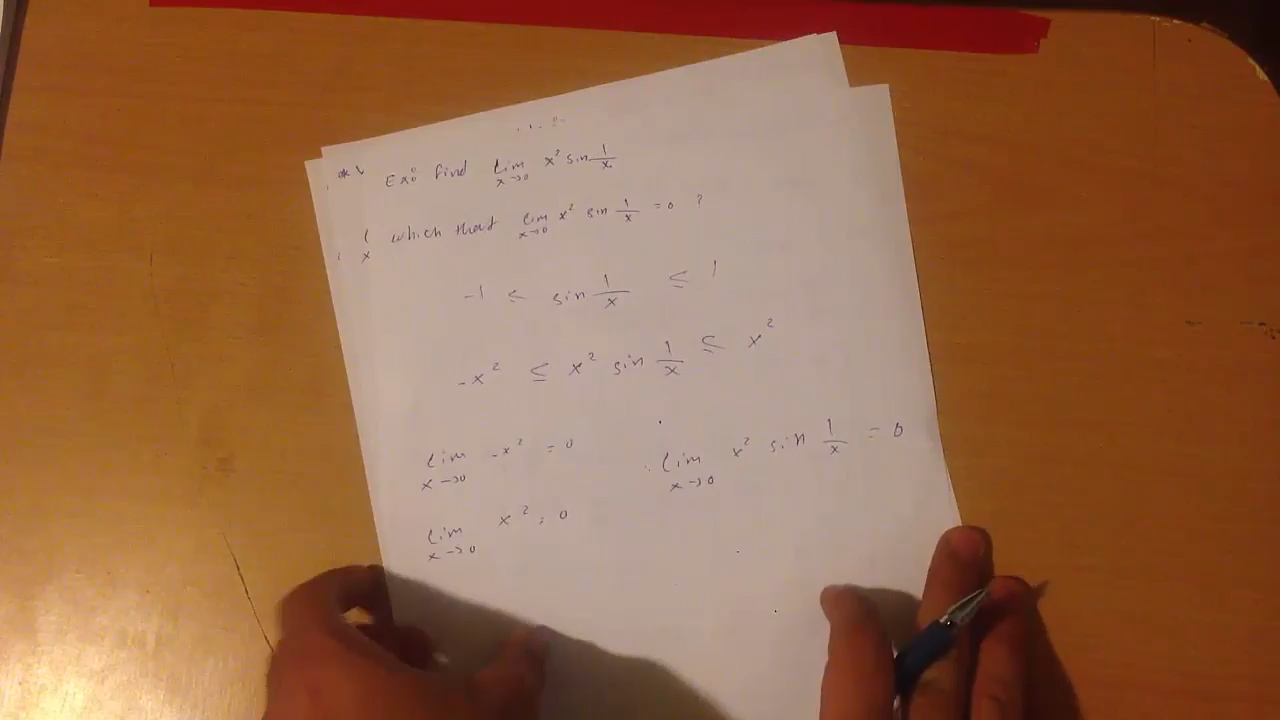 Ex: find lim x→0 x² sin 1/x
which that lim x→0 x² sin 1/x = 0 ?
-1 ≤ sin 1/x ≤ 1
-x² ≤ x² sin 1/x ≤ x²
lim x→0 -x² = 0
∴ lim x→0 x² sin 1/x = 0
lim x→0 x² = 0